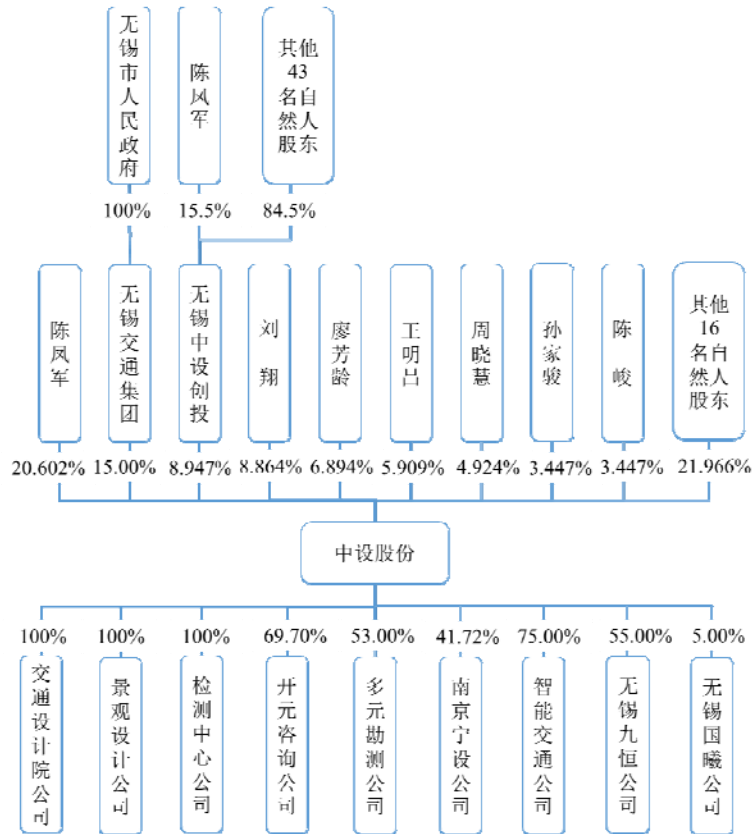 无锡市人民政府
陈凤军
其他
43
名自
然人
股东
100%
15.5%
84.5%
陈凤军
无锡交通集团
无锡中设创投
刘翔
廖芳龄
王明昌
周晓慧
孙家骏
陈峻
其他
16
名自
然人
股东
20.602%
15.00%
8.947%
8.864%
6.894%
5.909%
4.924%
3.447%
3.447%
21.966%
中设股份
100%
100%
100%
69.70%
53.00%
41.72%
75.00%
55.00%
5.00%
交通设计院公司
景观设计公司
检测中心公司
开元咨询公司
多元勘测公司
南京宁设公司
智能交通公司
无锡九恒公司
无锡国曦公司